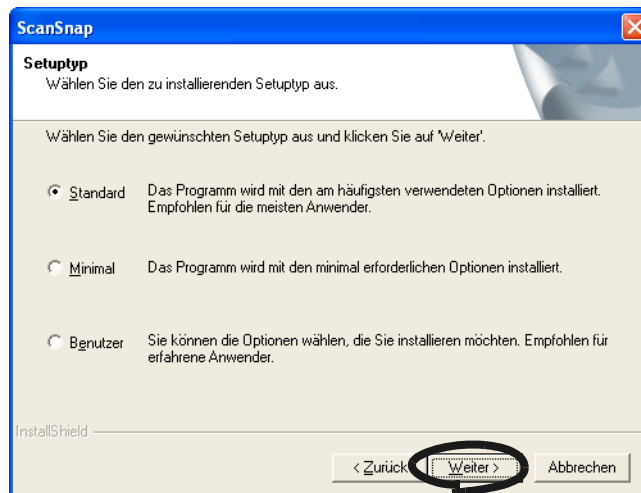 ScanSnap
Setuptyp
Wählen Sie den zu installierenden Setuptyp aus.
Wählen Sie den gewünschten Setuptyp aus und klicken Sie auf 'Weiter'.
Standard Das Programm wird mit den am häufigsten verwendeten Optionen installiert.
Empfohlen für die meisten Anwender.
Minimal Das Programm wird mit den minimal erforderlichen Optionen installiert.
Benutzer Sie können die Optionen wählen, die Sie installieren möchten. Empfohlen für
erfahrene Anwender.
InstallShield
< Zurück Weiter > Abbrechen